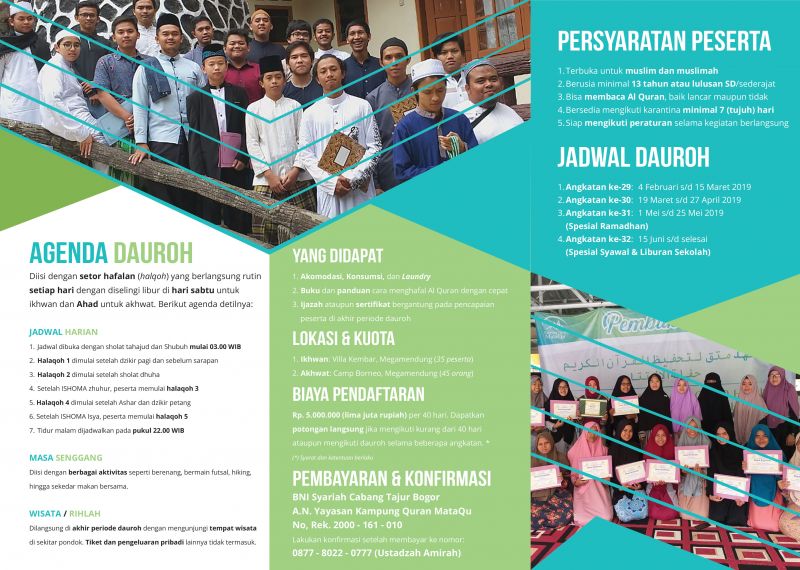 PERSYARATAN PESERTA
1. Terbuka untuk muslim dan muslimah
2. Berusia minimal 13 tahun atau lulusan SD/sederajat
3. Bisa membaca Al Quran, baik lancar maupun tidak
4. Bersedia mengikuti karantina minimal 7 (tujuh) hari
5. Siap mengikuti peraturan selama kegiatan berlangsung
JADWAL DAUROH
1. Angkatan ke-29: 4 Februari s/d 15 Maret 2019
2. Angkatan ke-30: 19 Maret s/d 27 April 2019
3. Angkatan ke-31: 1 Mei s/d 25 Mei 2019
(Spesial Ramadhan)
4. Angkatan ke-32: 15 Juni s/d selesai
(Spesial Syawal & Liburan Sekolah)
AGENDA DAUROH
Diisi dengan setor hafalan (halqoh) yang berlangsung rutin
setiap hari dengan diselingi libur di hari sabtu untuk
ikhwan dan Ahad untuk akhwat. Berikut agenda detilnya:
JADWAL HARIAN
1. Jadwal dibuka dengan sholat tahajud dan Shubuh mulai 03.00 WIB
2. Halaqoh 1 dimulai setelah dzikir pagi dan sebelum sarapan
3. Halaqoh 2 dimulai setelah sholat dhuha
4. Setelah ISHOMA zhuhur, peserta memulai halaqoh 3
5. Halaqoh 4 dimulai setelah Ashar dan dzikir petang
6. Setelah ISHOMA Isya, peserta memulai halaqoh 5
7. Tidur malam dijadwalkan pada pukul 22.00 WIB
MASA SENGGANG
Diisi dengan berbagai aktivitas seperti berenang, bermain futsal, hiking,
hingga sekedar makan bersama.
WISATA / RIHLAH
Dilangsung di akhir periode dauroh dengan mengunjungi tempat wisata
di sekitar pondok. Tiket dan pengeluaran pribadi lainnya tidak termasuk.
YANG DIDAPAT
1. Akomodasi, Konsumsi, dan Laundry
2. Buku dan panduan cara menghafal Al Quran dengan cepat
3. Ijazah ataupun sertifikat bergantung pada pencapaian
peserta di akhir periode dauroh
LOKASI & KUOTA
1. Ikhwan: Villa Kembar, Megamendung (35 peserta)
2. Akhwat: Camp Borneo, Megamendung (45 orang)
BIAYA PENDAFTARAN
Rp. 5.000.000 (lima juta rupiah) per 40 hari. Dapatkan
potongan langsung jika mengikuti kurang dari 40 hari
ataupun mengikuti dauroh selama beberapa angkatan. *
(*) Syarat dan ketentuan berlaku
PEMBAYARAN & KONFIRMASI
BNI Syariah Cabang Tajur Bogor
A.N. Yayasan Kampung Quran MataQu
No, Rek. 2000 - 161 - 010
Lakukan konfirmasi setelah membayar ke nomor:
0877 - 8022 - 0777 (Ustadzah Amirah)